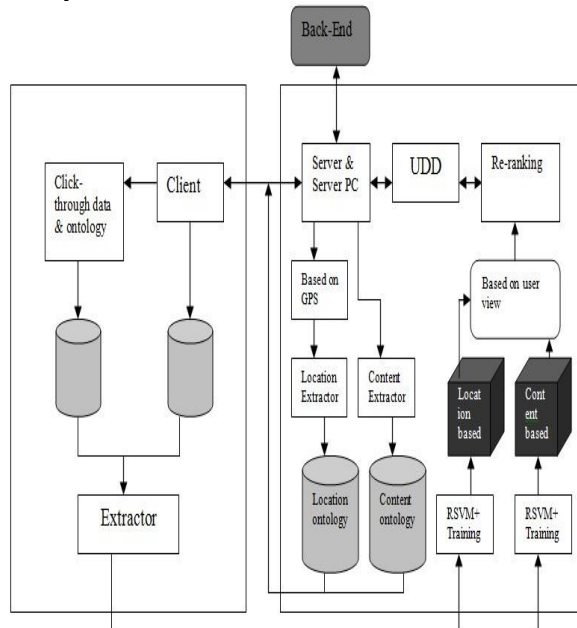 Back-End
Click-
through data
& ontology
Client
Server &
Server PC
UDD
Re-ranking
Based on
GPS
Based on user
view
Location
Extractor
Content
Extractor
Locat
ion
based
Cont
ent
based
Extractor
Location
ontology
Content
ontology
RSVM+
Training
RSVM+
Training